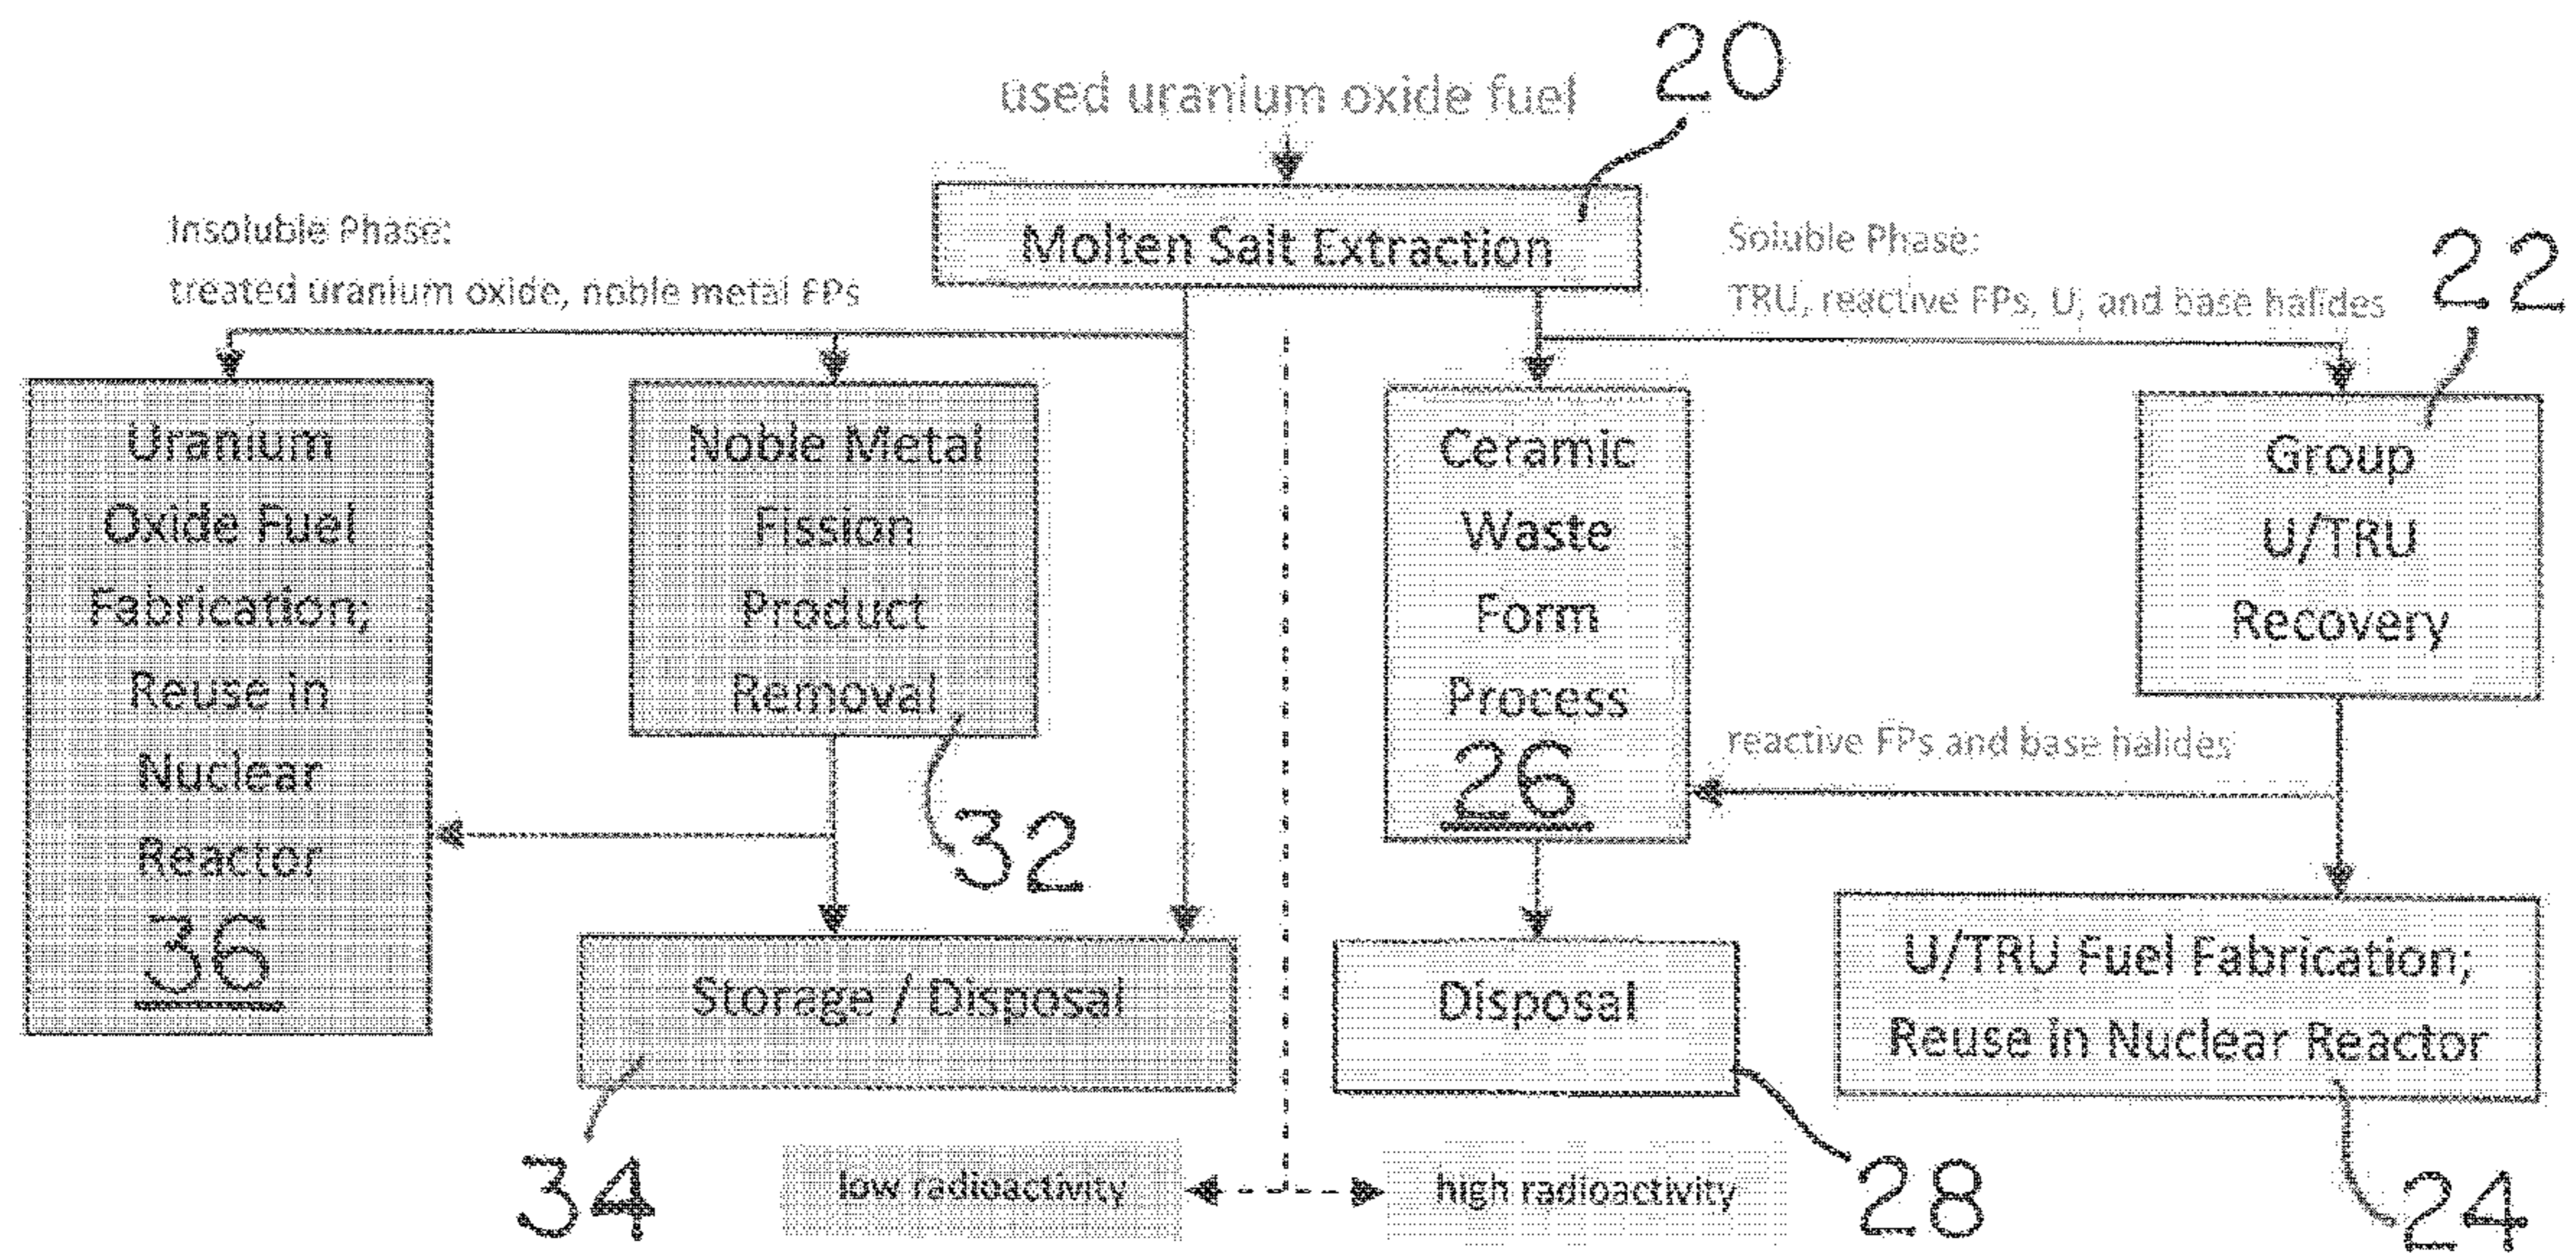 used uranium oxide fuel
20
Molten Salt Extraction
Insoluble Phase:
treated uranium oxide, noble metal FPs
Soluble Phase:
TRU, reactive FPs, U, and base halides
22
Uranium
Oxide Fuel
Fabrication;
Reuse in
Nuclear
Reactor
36
Noble Metal
Fission
Product
Removal
32
Ceramic
Waste
Form
Process
26
Group
U/TRU
Recovery
reactive FPs and base halides
Storage / Disposal
34
Disposal
28
U/TRU Fuel Fabrication;
Reuse in Nuclear Reactor
24
low radioactivity
high radioactivity